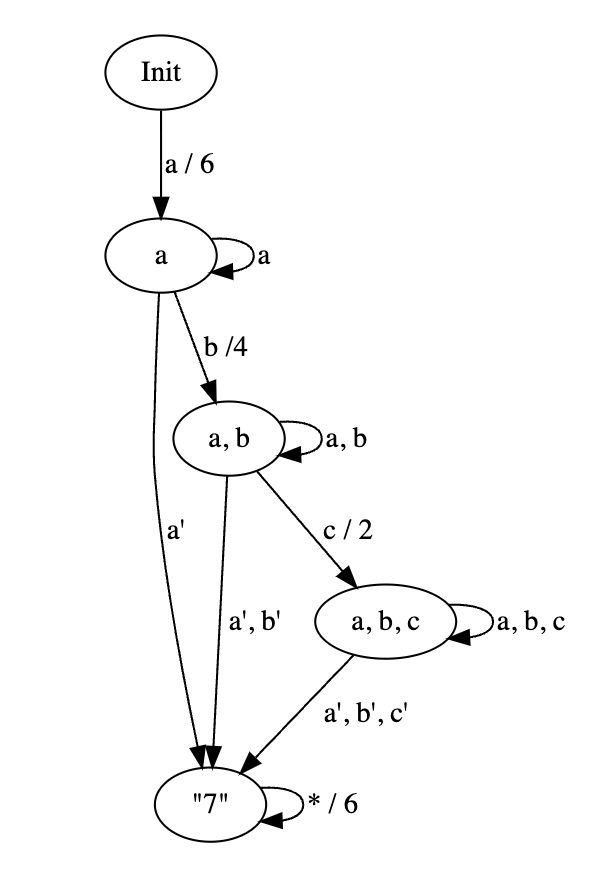 Init
a / 6
a
a
b /4
a, b
a, b
a'
c / 2
a', b'
a, b, c
a, b, c
a', b', c'
"7"
* / 6